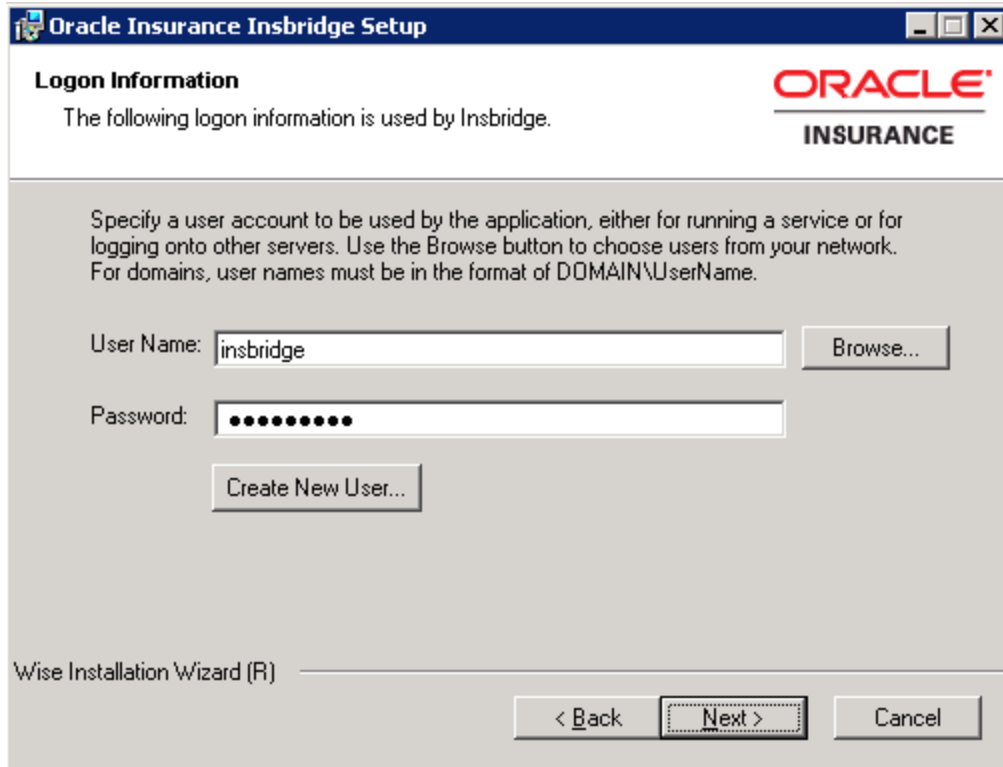 Oracle Insurance Insbridge Setup
Logon Information
The following logon information is used by Insbridge.
ORACLE'
INSURANCE
Specify a user account to be used by the application, either for running a service or for
logging onto other servers. Use the Browse button to choose users from your network.
For domains, user names must be in the format of DOMAIN\UserName.
User Name: insbridge Browse...
Password: ●●●●●●●●●
Create New User...
Wise Installation Wizard (R)
< Back Next > Cancel